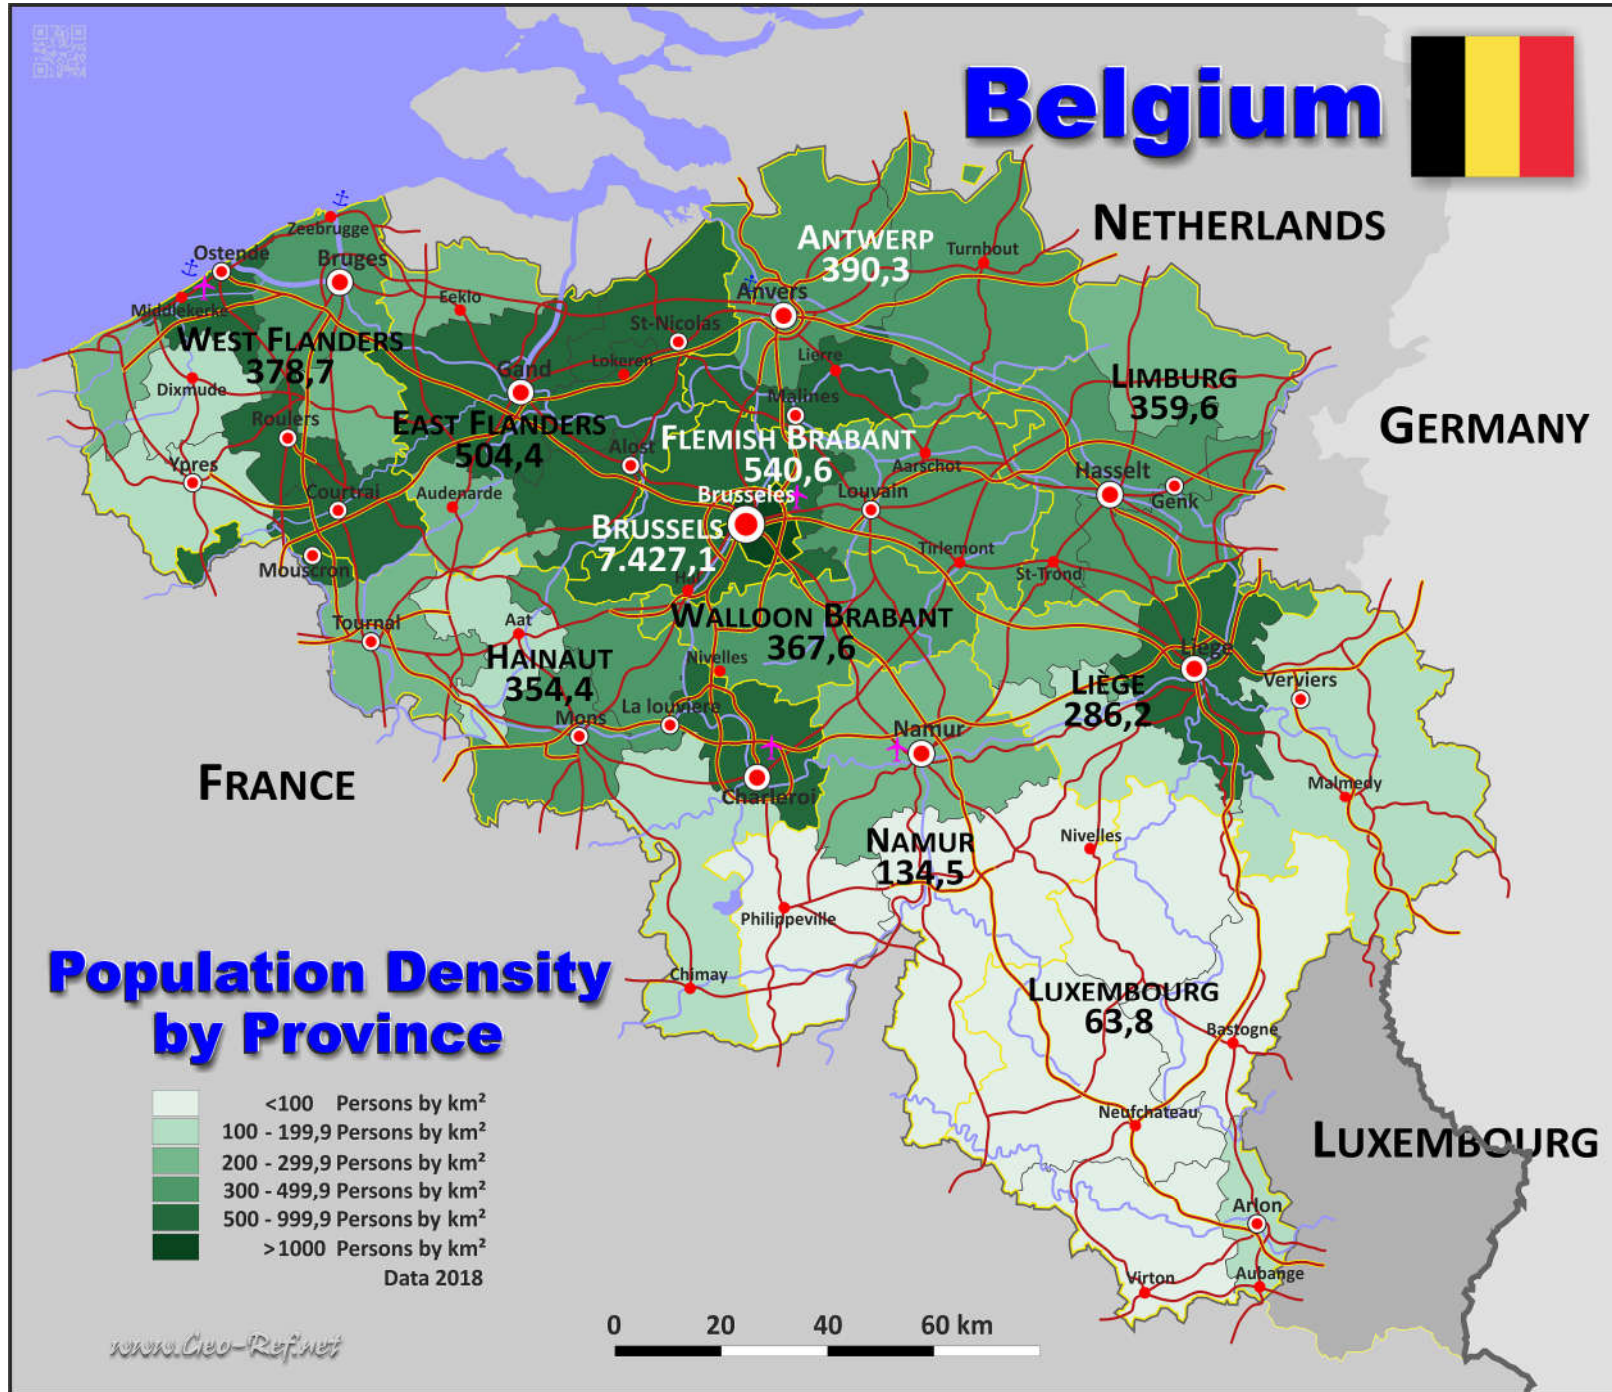 Belgium
NETHERLANDS
GERMANY
FRANCE
LUXEMBOURG
ANTWERP
390,3
Turnhout
Zeebrugge
Ostende
Bruges
Middlekerke
WEST FLANDERS
378,7
Eeklo
St-Nicolas
Anvers
Lierre
Lokeren
Gand
Dixmude
Roulers
EAST FLANDERS
504,4
Malines
LIMBURG
359,6
FLEMISH BRABANT
540,6
Alost
Aarschot
Hasselt
Genk
Ypres
Courtrai
Audenarde
Brusseles
Louvain
BRUSSELS
7.427,1
Mouscron
Tirlemont
St-Trond
Hal
WALLOON BRABANT
367,6
Tournal
Aat
HAINAUT
354,4
Nivelles
Liège
LIÈGE
286,2
Verviers
La louviere
Mons
Namur
Charleroi
Malmedy
Nivelles
NAMUR
134,5
Philippeville
Chimay
LUXEMBOURG
63,8
Bastogne
Neufchateau
Arlon
Virton
Aubange
Population Density
by Province
<100 Persons by km²
100 - 199,9 Persons by km²
200 - 299,9 Persons by km²
300 - 499,9 Persons by km²
500 - 999,9 Persons by km²
>1000 Persons by km²
Data 2018
www.Geo-Ref.net
0 20 40 60 km